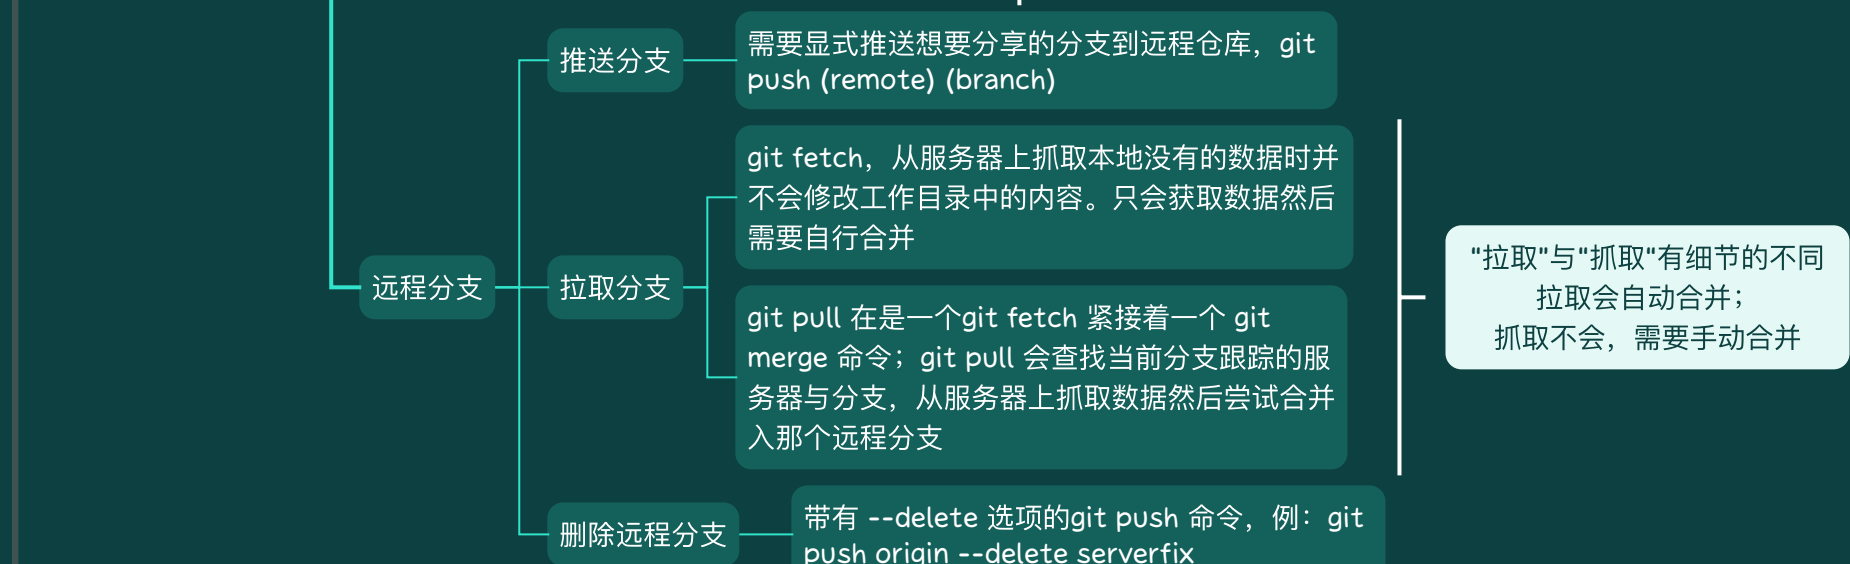 推送分支
需要显式推送想要分享的分支到远程仓库，git
push (remote) (branch)
远程分支
拉取分支
git fetch，从服务器上抓取本地没有的数据时并
不会修改工作目录中的内容。只会获取数据然后
需要自行合并
git pull 在是一个git fetch 紧接着一个 git
merge 命令；git pull 会查找当前分支跟踪的服
务器与分支，从服务器上抓取数据然后尝试合并
入那个远程分支
"拉取"与"抓取"有细节的不同
拉取会自动合并；
抓取不会，需要手动合并
删除远程分支
带有 --delete 选项的git push 命令，例：git
push origin --delete serverfix